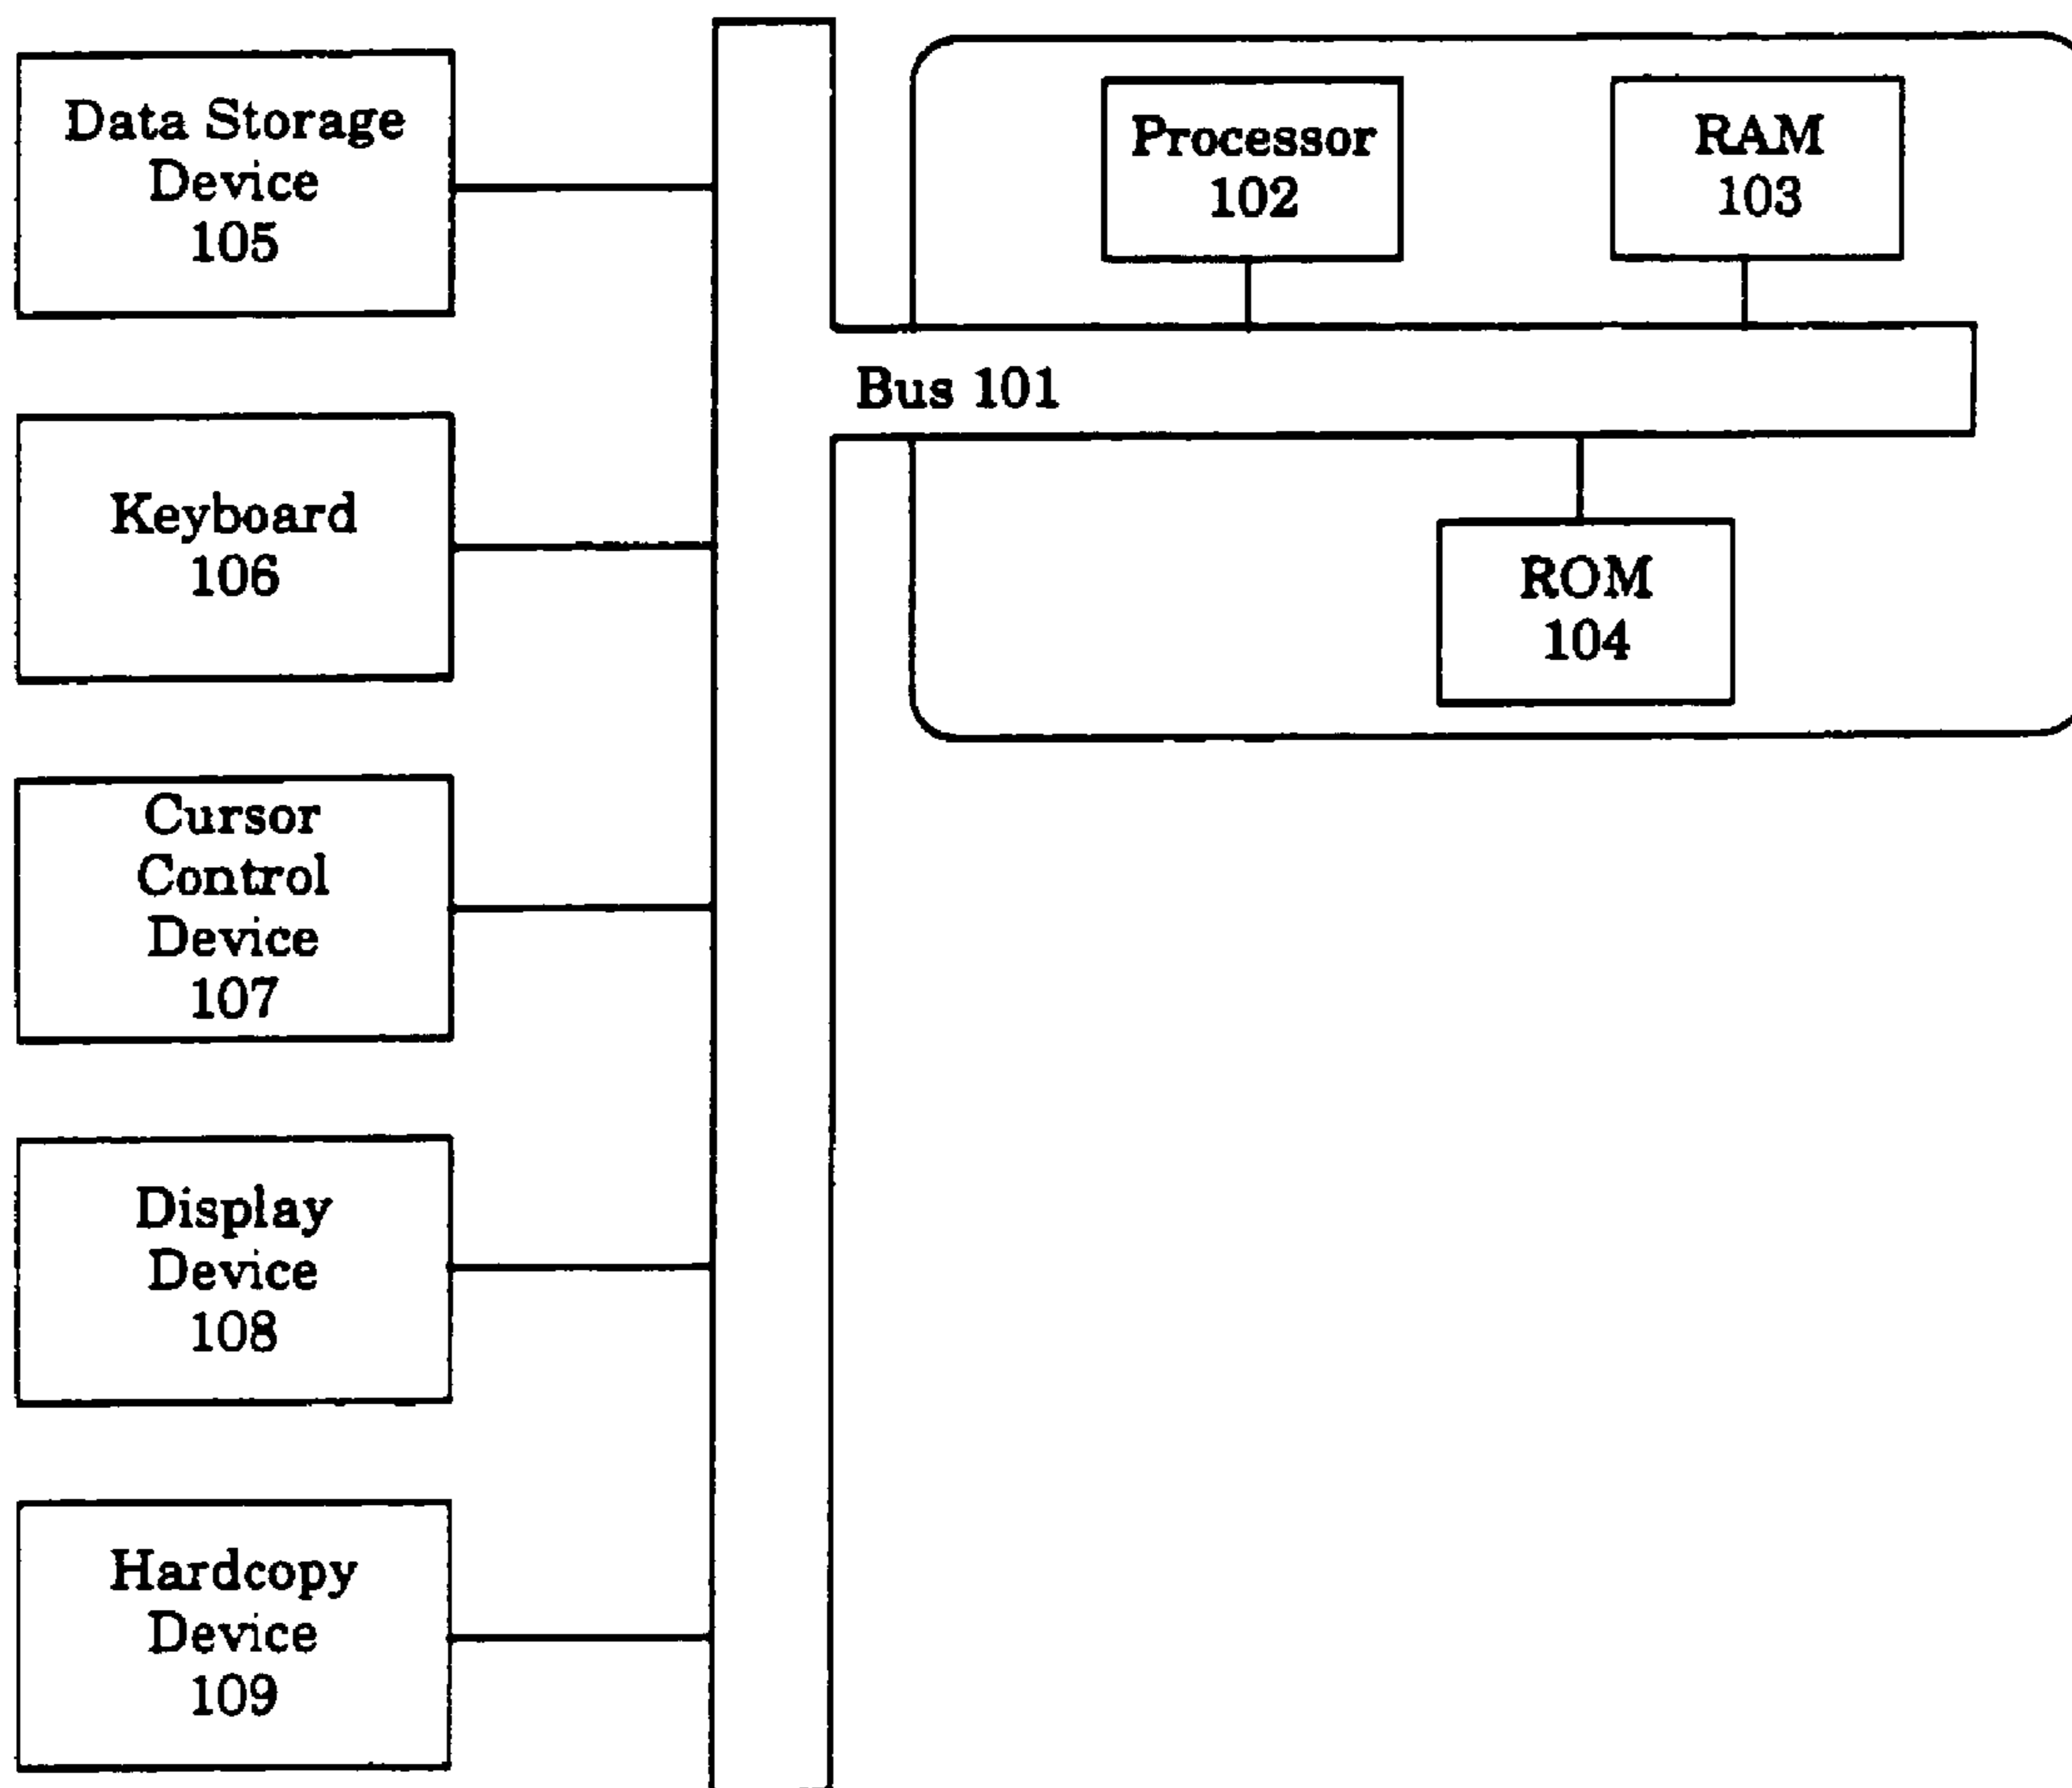 Data Storage
Device
105
Processor
102
RAM
103
Bus 101
Keyboard
106
ROM
104
Cursor
Control
Device
107
Display
Device
108
Hardcopy
Device
109